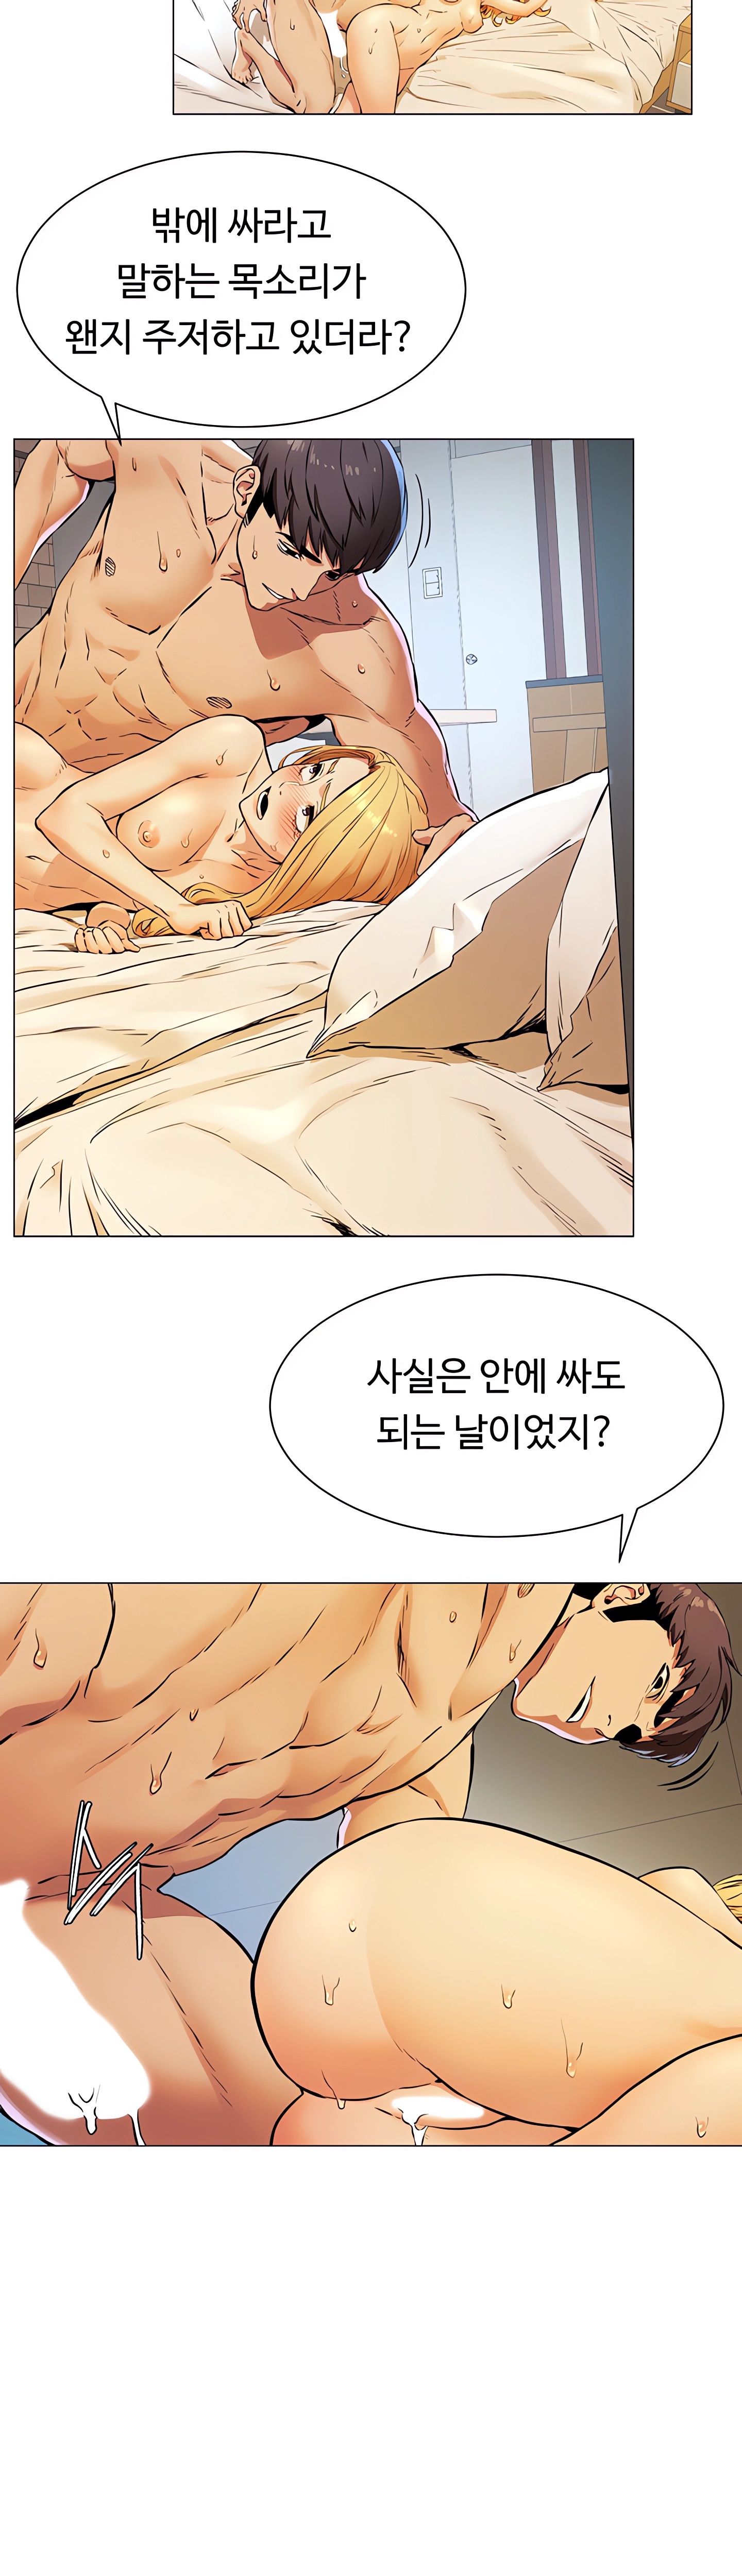 밖에 싸라고
말하는 목소리가
왠지 주저하고 있더라?
사실은 안에 싸도
되는 날이었지?